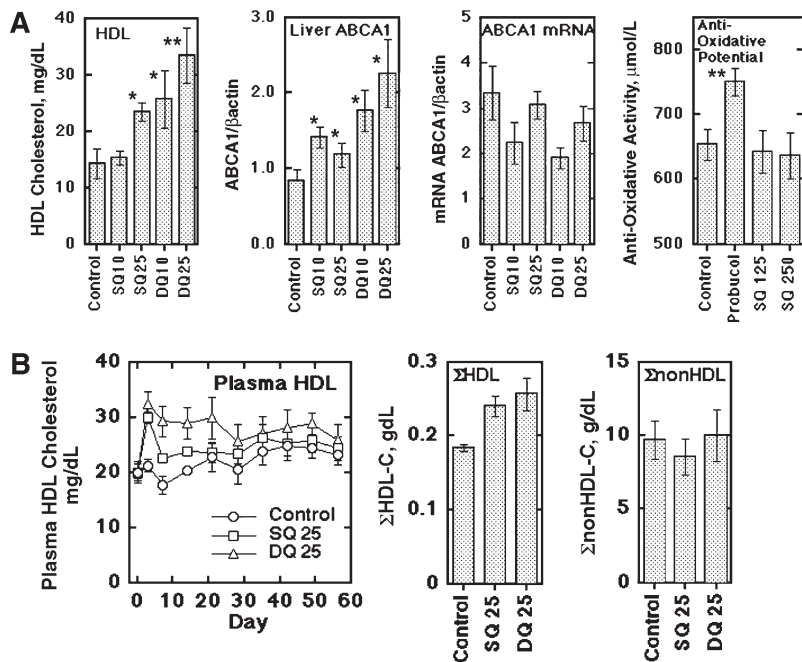 A
HDL
HDL Cholesterol, mg/dL
40
30
20
10
0
*
*
**
Control
SQ10
SQ25
DQ10
DQ25
Liver ABCA1
ABCA1/βactin
3.0
2.0
1.0
0.0
*
*
*
*
Control
SQ10
SQ25
DQ10
DQ25
ABCA1 mRNA
mRNA ABCA1/βactin
5
4
3
2
1
0
Control
SQ10
SQ25
DQ10
DQ25
Anti-
Oxidative
Potential
Anti-Oxidative Activity, μmol/L
800
700
600
500
**
Control
Probucol
SQ 125
SQ 250
B
Plasma HDL
Plasma HDL Cholesterol
mg/dL
40
30
20
10
0
Control
SQ 25
DQ 25
0 10 20 30 40 50 60
Day
ΣHDL
ΣHDL-C, gdL
0.3
0.2
0.1
0
Control
SQ 25
DQ 25
ΣnonHDL
ΣnonHDL-C, g/dL
15
10
5
0
Control
SQ 25
DQ 25